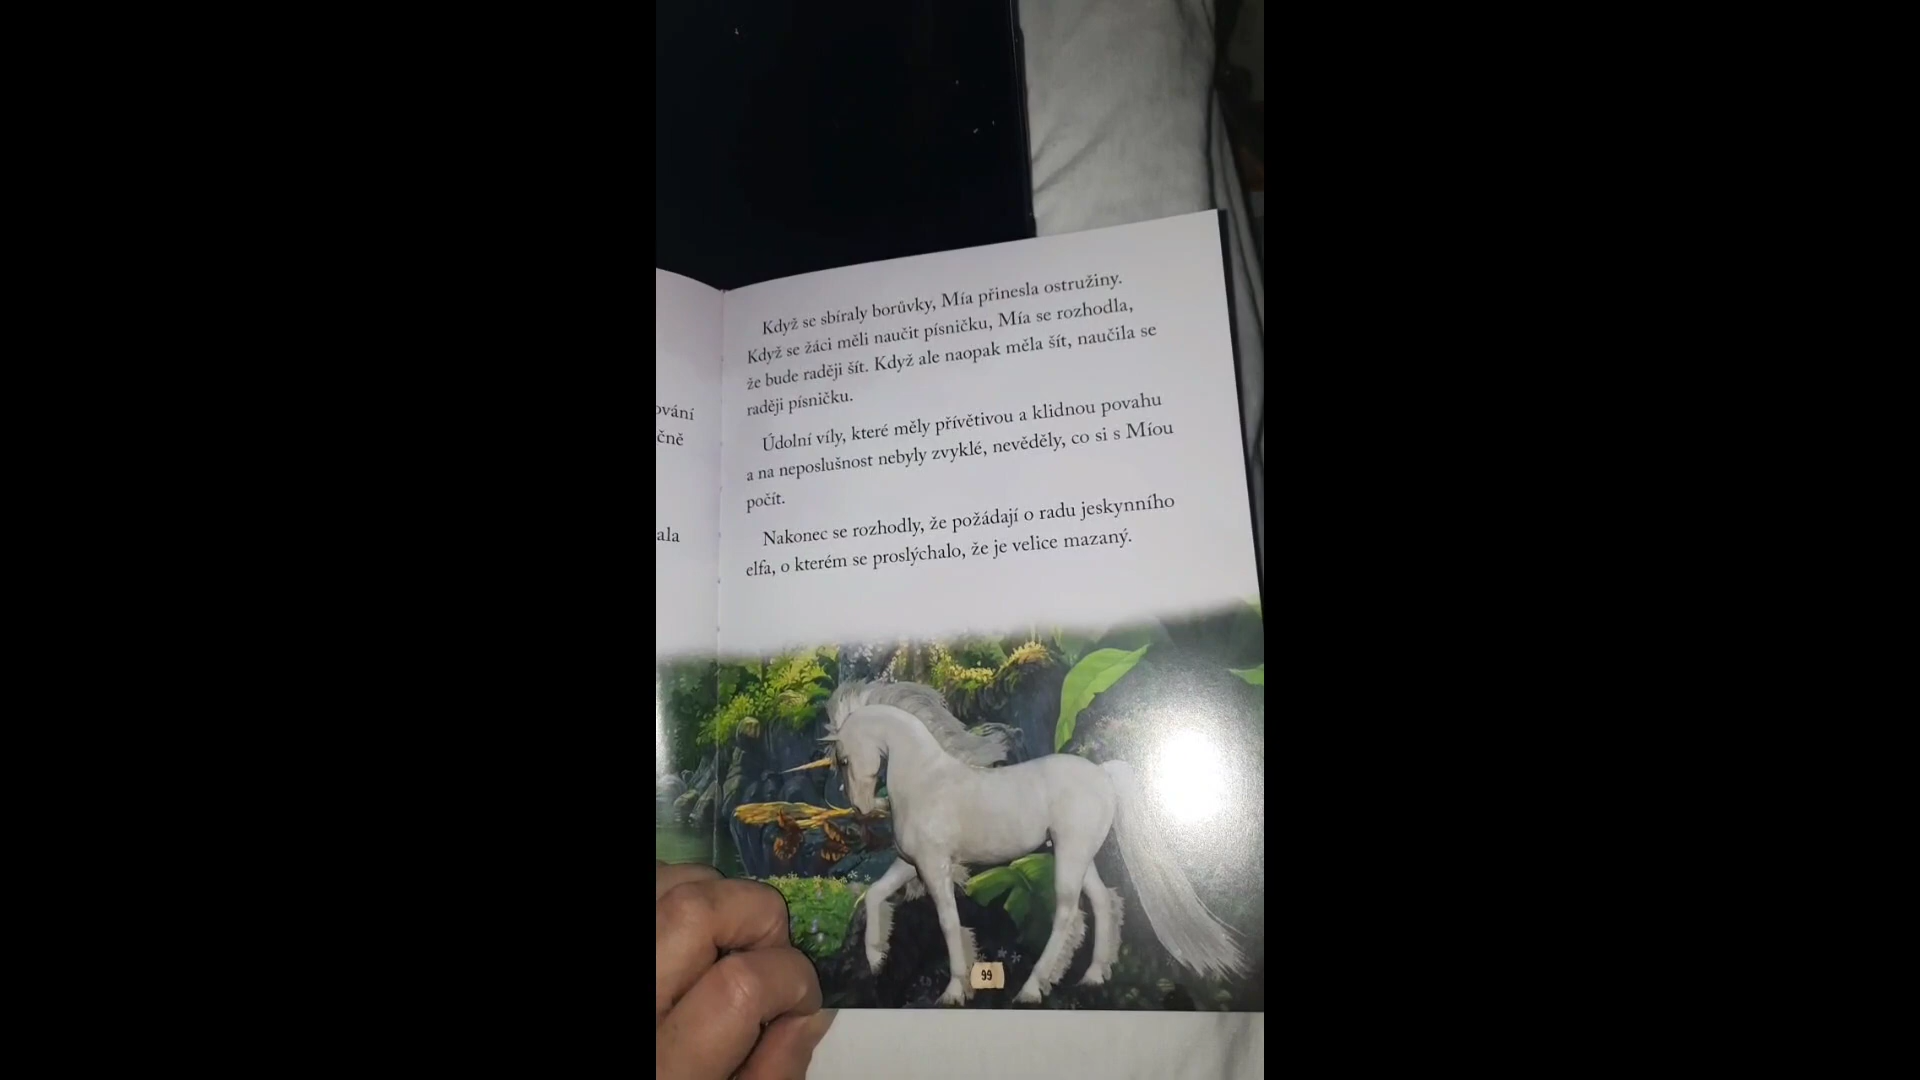 ování
čně
ala
Když se sbíraly borůvky, Mía přinesla ostružiny.
Když se žáci měli naučit písničku, Mía se rozhodla,
že bude raději šít. Když ale naopak měla šít, naučila se
raději písničku.
Údolní víly, které měly přívětivou a klidnou povahu
a na neposlušnost nebyly zvyklé, nevěděly, co si s Míou
počít.
Nakonec se rozhodly, že požádají o radu jeskynního
elfa, o kterém se proslýchalo, že je velice mazaný.
99